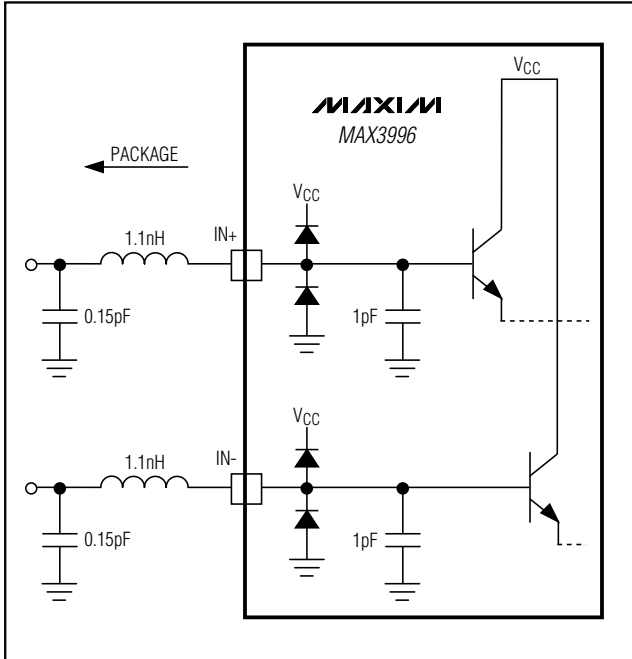 VCC
MAXIM
MAX3996
PACKAGE
VCC
1.1nH
IN+
0.15pF
1pF
VCC
1.1nH
IN-
0.15pF
1pF